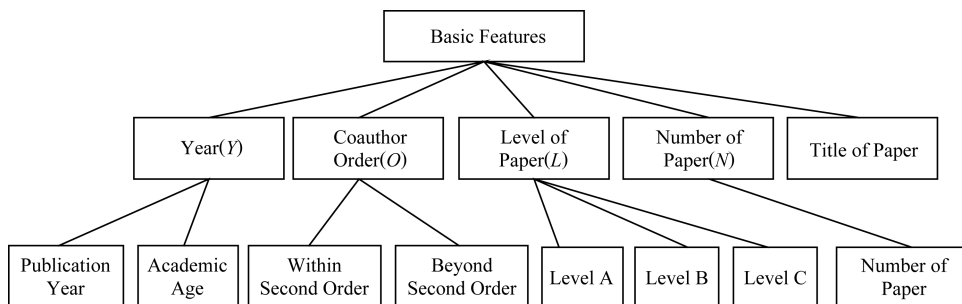 Basic Features
Year(Y)
Coauthor
Order(O)
Level of
Paper(L)
Number of
Paper(N)
Title of Paper
Publication
Year
Academic
Age
Within
Second Order
Beyond
Second Order
Level A
Level B
Level C
Number of
Paper